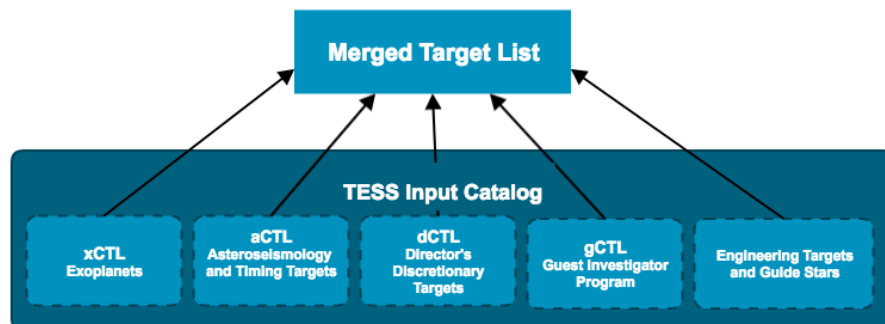 Merged Target List
TESS Input Catalog
xCTL
Exoplanets
aCTL
Asteroseismology
and Timing Targets
dCTL
Director's
Discretionary
Targets
gCTL
Guest Investigator
Program
Engineering Targets
and Guide Stars